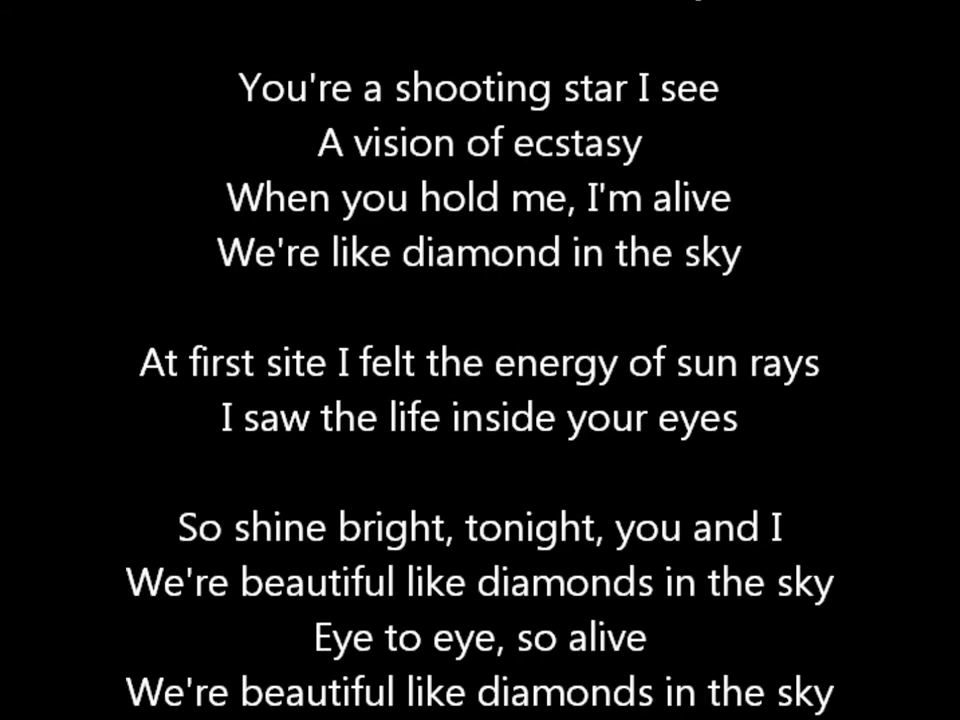 You're a shooting star I see
A vision of ecstasy
When you hold me, I'm alive
We're like diamond in the sky
At first site I felt the energy of sun rays
I saw the life inside your eyes
So shine bright, tonight, you and I
We're beautiful like diamonds in the sky
Eye to eye, so alive
We're beautiful like diamonds in the sky